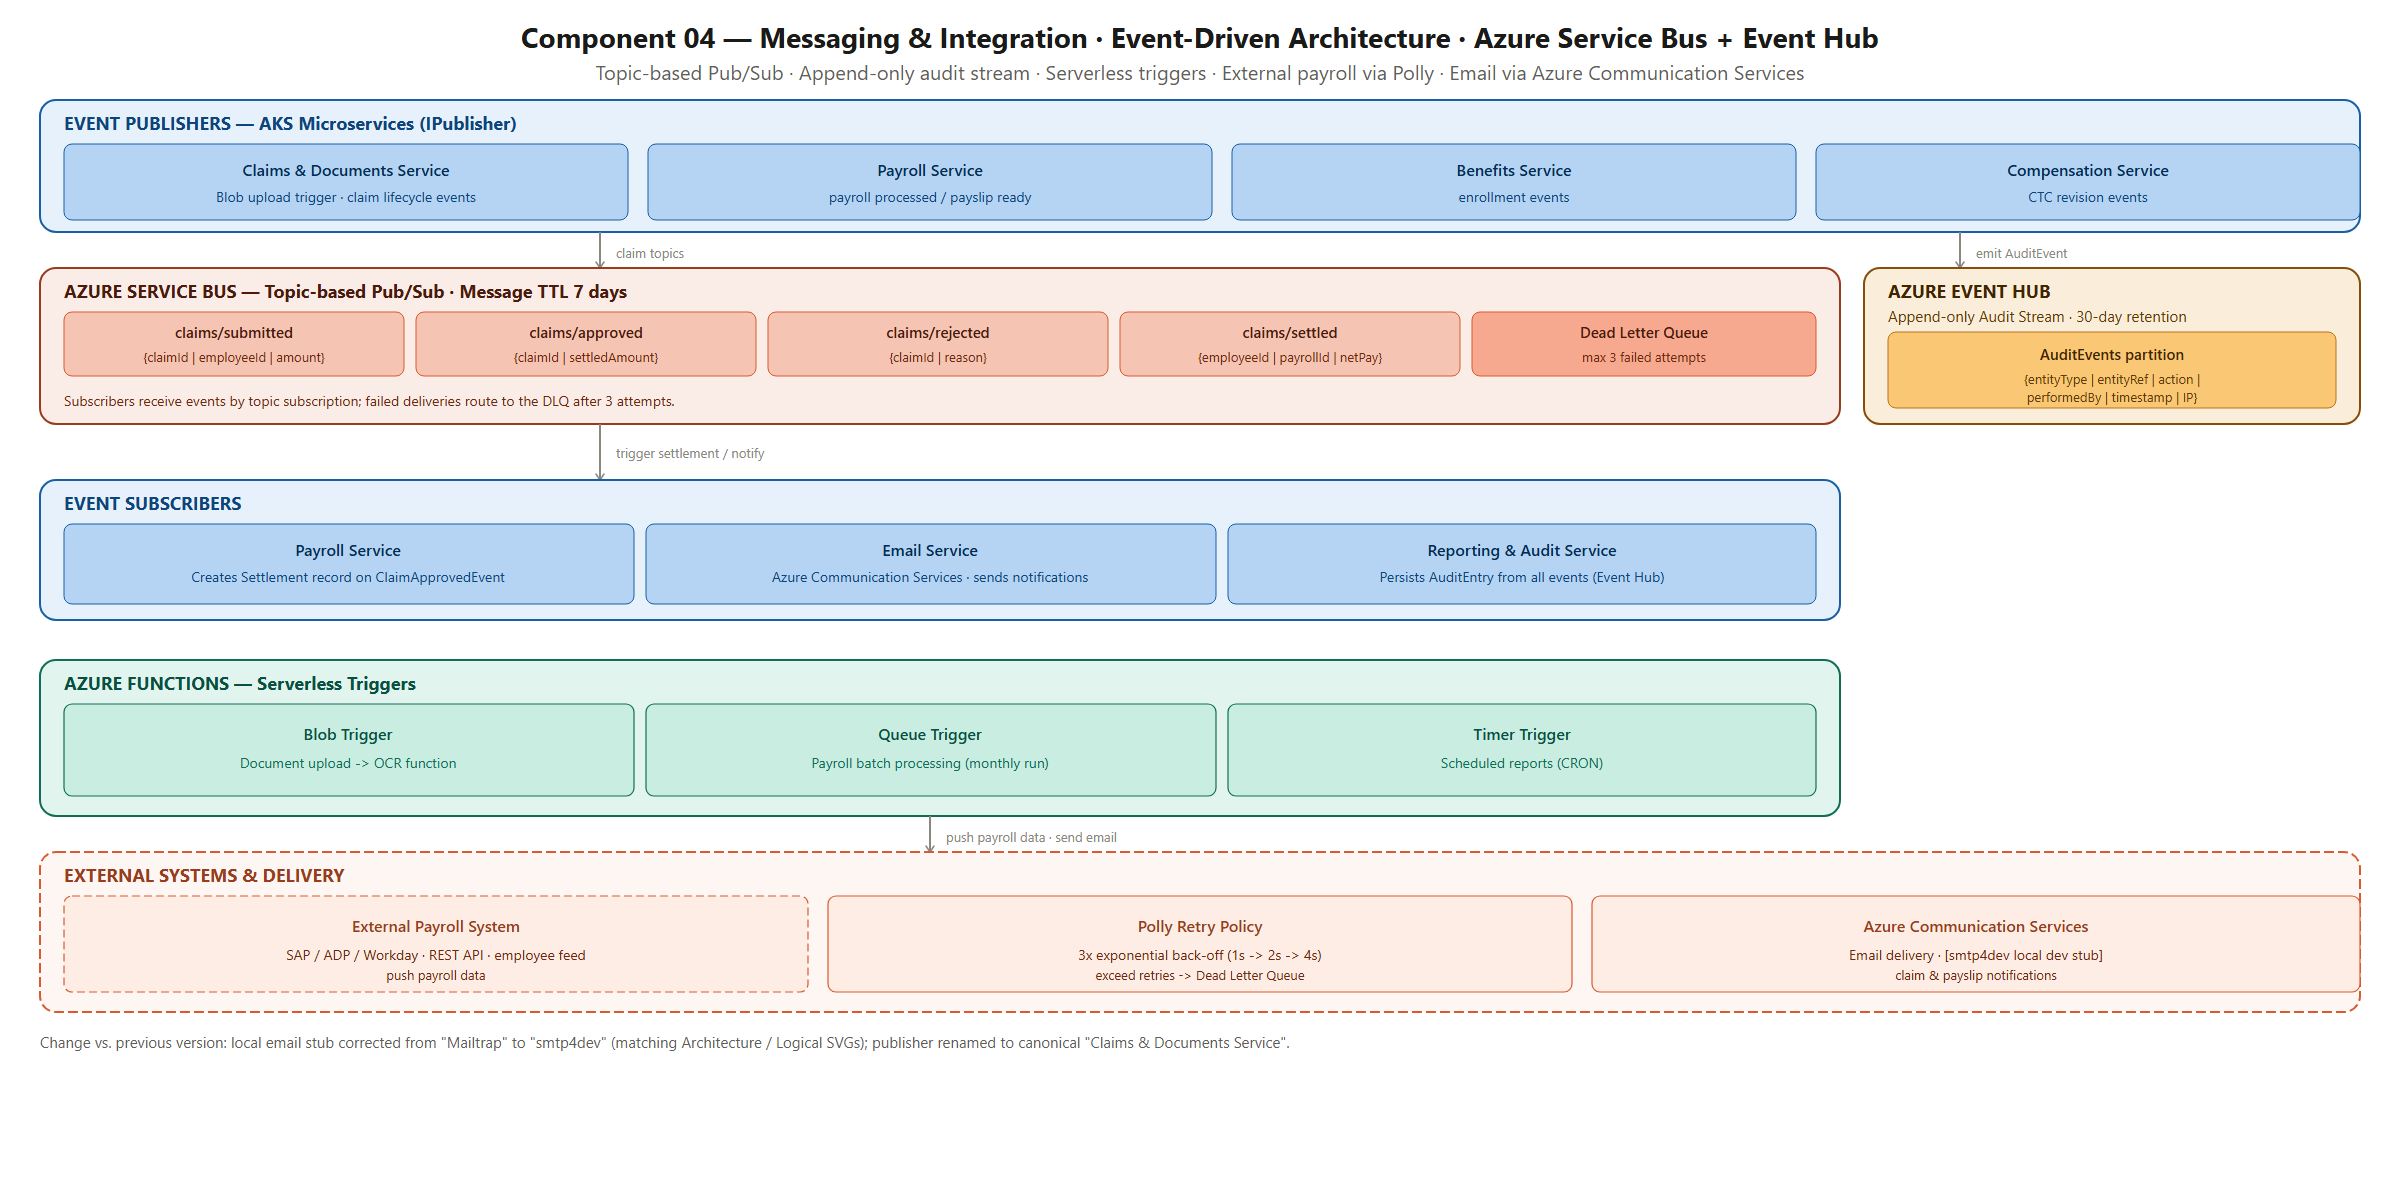 Component 04 — Messaging & Integration · Event-Driven Architecture · Azure Service Bus + Event Hub
Topic-based Pub/Sub · Append-only audit stream · Serverless triggers · External payroll via Polly · Email via Azure Communication Services
EVENT PUBLISHERS — AKS Microservices (IPublisher)
Claims & Documents Service
Blob upload trigger · claim lifecycle events
Payroll Service
payroll processed / payslip ready
Benefits Service
enrollment events
Compensation Service
CTC revision events
claim topics
emit AuditEvent
AZURE SERVICE BUS — Topic-based Pub/Sub · Message TTL 7 days
claims/submitted
{claimId | employeeId | amount}
claims/approved
{claimId | settledAmount}
claims/rejected
{claimId | reason}
claims/settled
{employeeId | payrollId | netPay}
Dead Letter Queue
max 3 failed attempts
Subscribers receive events by topic subscription; failed deliveries route to the DLQ after 3 attempts.
AZURE EVENT HUB
Append-only Audit Stream · 30-day retention
AuditEvents partition
{entityType | entityRef | action |
performedBy | timestamp | IP}
trigger settlement / notify
EVENT SUBSCRIBERS
Payroll Service
Creates Settlement record on ClaimApprovedEvent
Email Service
Azure Communication Services · sends notifications
Reporting & Audit Service
Persists AuditEntry from all events (Event Hub)
AZURE FUNCTIONS — Serverless Triggers
Blob Trigger
Document upload -> OCR function
Queue Trigger
Payroll batch processing (monthly run)
Timer Trigger
Scheduled reports (CRON)
push payroll data · send email
EXTERNAL SYSTEMS & DELIVERY
External Payroll System
SAP / ADP / Workday · REST API · employee feed
push payroll data
Polly Retry Policy
3x exponential back-off (1s -> 2s -> 4s)
exceed retries -> Dead Letter Queue
Azure Communication Services
Email delivery · [smtp4dev local dev stub]
claim & payslip notifications
Change vs. previous version: local email stub corrected from "Mailtrap" to "smtp4dev" (matching Architecture / Logical SVGs); publisher renamed to canonical "Claims & Documents Service".